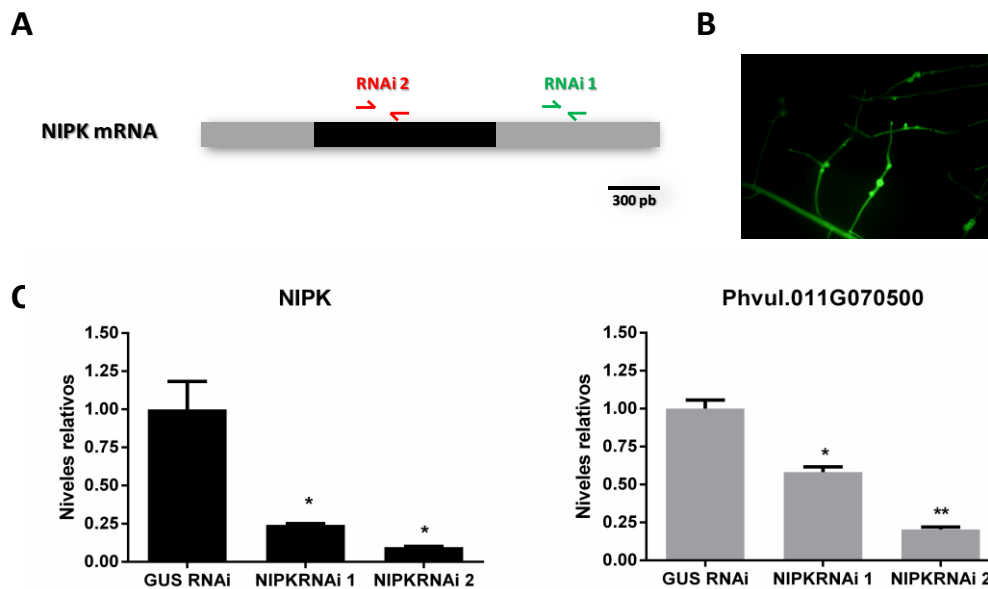 A
B
RNAi 2
RNAi 1
NIPK mRNA
300 pb
C
NIPK
Niveles relativos
1.50
1.25
1.00
0.75
0.50
0.25
0.00
*
*
GUS RNAi
NIPKRNAi 1
NIPKRNAi 2
Phvul.011G070500
Niveles relativos
1.50
1.25
1.00
0.75
0.50
0.25
0.00
*
**
GUS RNAi
NIPKRNAi 1
NIPKRNAi 2